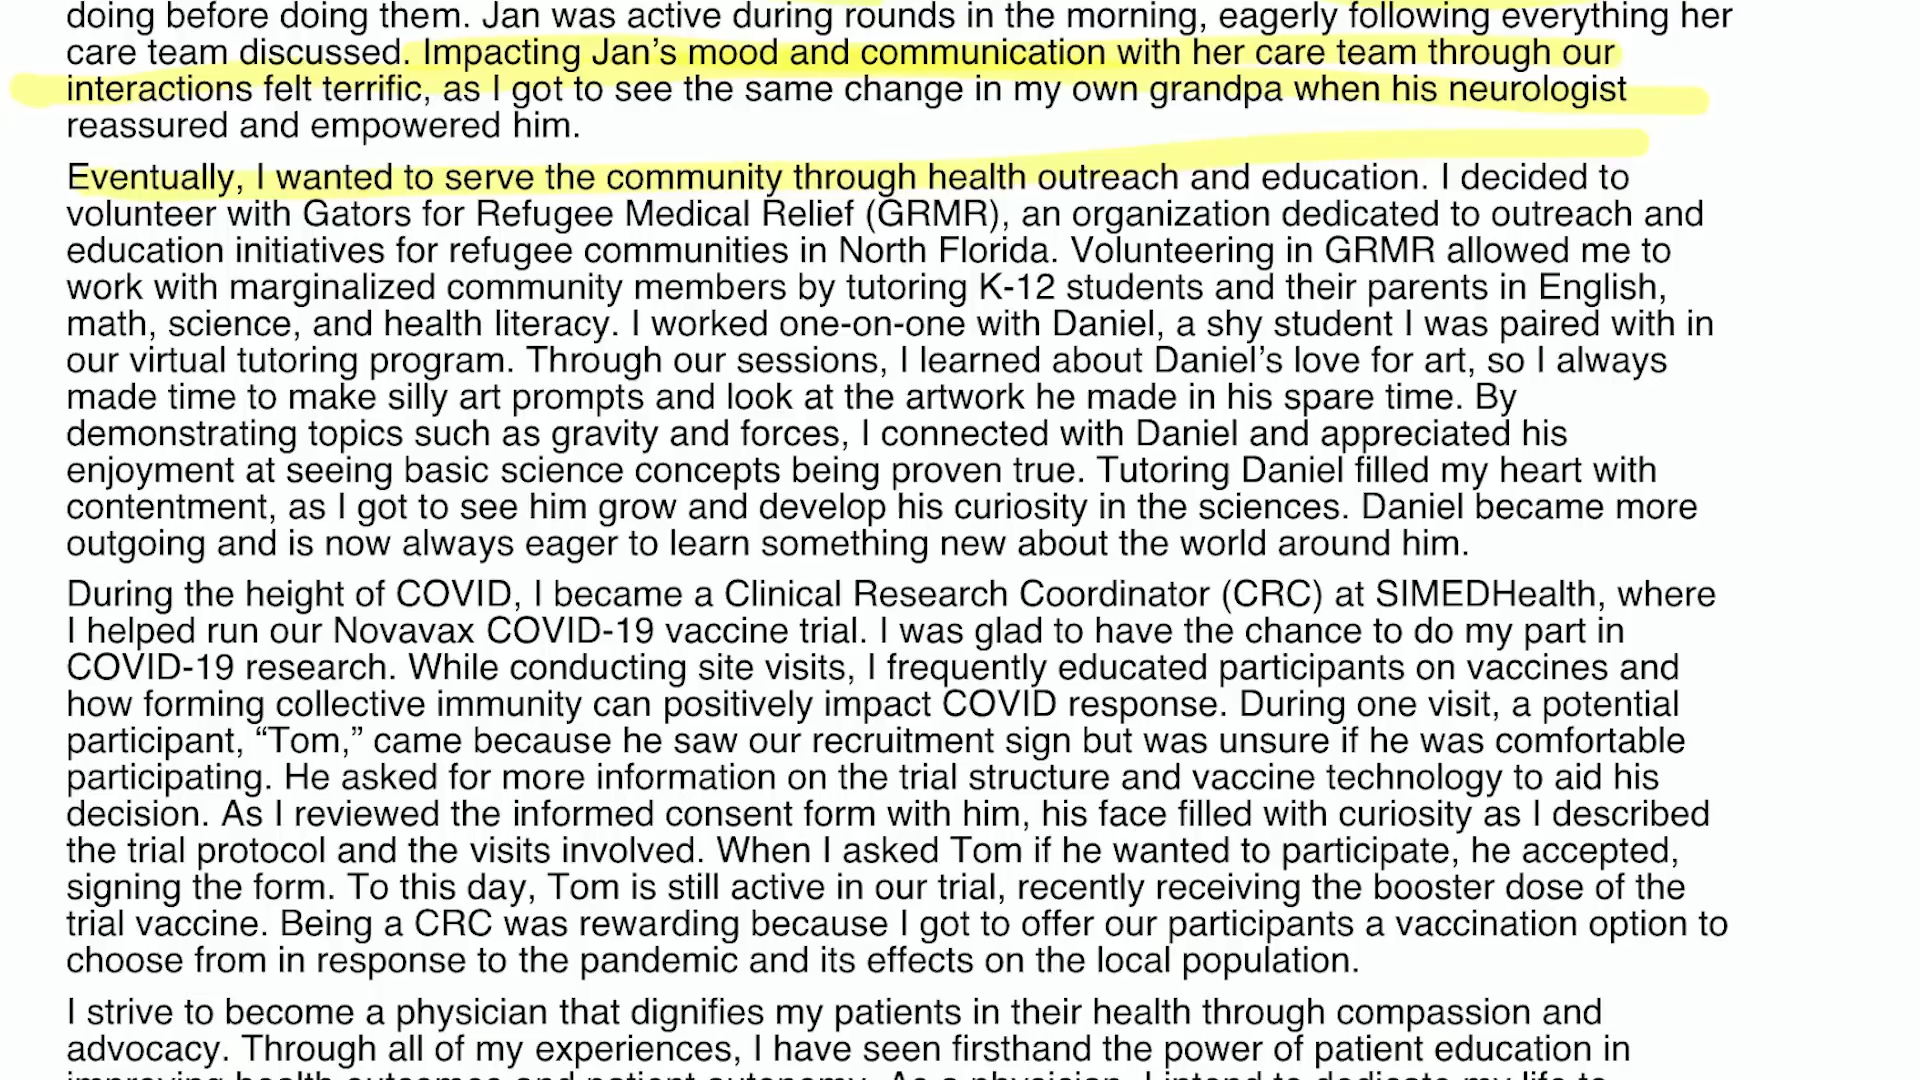 doing before doing them. Jan was active during rounds in the morning, eagerly following everything her
care team discussed. Impacting Jan’s mood and communication with her care team through our
interactions felt terrific, as I got to see the same change in my own grandpa when his neurologist
reassured and empowered him.
Eventually, I wanted to serve the community through health outreach and education. I decided to
volunteer with Gators for Refugee Medical Relief (GRMR), an organization dedicated to outreach and
education initiatives for refugee communities in North Florida. Volunteering in GRMR allowed me to
work with marginalized community members by tutoring K-12 students and their parents in English,
math, science, and health literacy. I worked one-on-one with Daniel, a shy student I was paired with in
our virtual tutoring program. Through our sessions, I learned about Daniel’s love for art, so I always
made time to make silly art prompts and look at the artwork he made in his spare time. By
demonstrating topics such as gravity and forces, I connected with Daniel and appreciated his
enjoyment at seeing basic science concepts being proven true. Tutoring Daniel filled my heart with
contentment, as I got to see him grow and develop his curiosity in the sciences. Daniel became more
outgoing and is now always eager to learn something new about the world around him.
During the height of COVID, I became a Clinical Research Coordinator (CRC) at SIMEDHealth, where
I helped run our Novavax COVID-19 vaccine trial. I was glad to have the chance to do my part in
COVID-19 research. While conducting site visits, I frequently educated participants on vaccines and
how forming collective immunity can positively impact COVID response. During one visit, a potential
participant, “Tom,” came because he saw our recruitment sign but was unsure if he was comfortable
participating. He asked for more information on the trial structure and vaccine technology to aid his
decision. As I reviewed the informed consent form with him, his face filled with curiosity as I described
the trial protocol and the visits involved. When I asked Tom if he wanted to participate, he accepted,
signing the form. To this day, Tom is still active in our trial, recently receiving the booster dose of the
trial vaccine. Being a CRC was rewarding because I got to offer our participants a vaccination option to
choose from in response to the pandemic and its effects on the local population.
I strive to become a physician that dignifies my patients in their health through compassion and
advocacy. Through all of my experiences, I have seen firsthand the power of patient education in
improving health outcomes and patient autonomy. As a physician, I intend to dedicate my life to